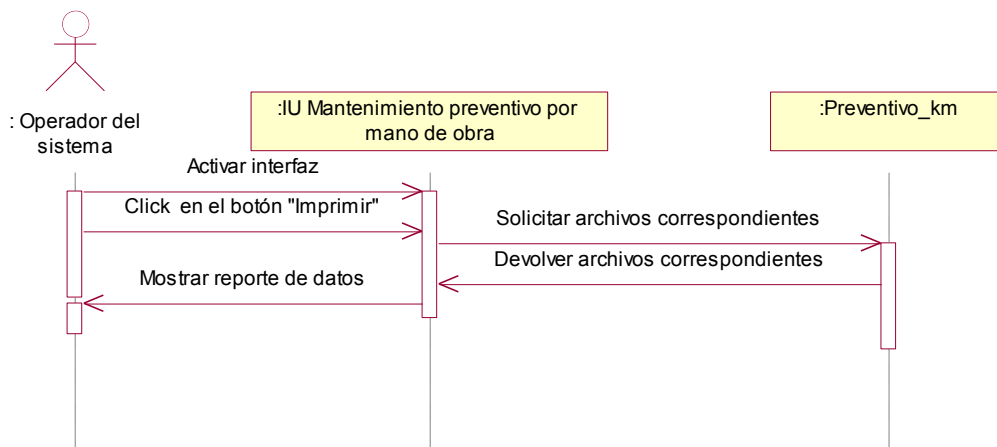 : Operador del
sistema
:IU Mantenimiento preventivo por
mano de obra
:Preventivo_km
Activar interfaz
Click en el botón "Imprimir"
Solicitar archivos correspondientes
Devolver archivos correspondientes
Mostrar reporte de datos